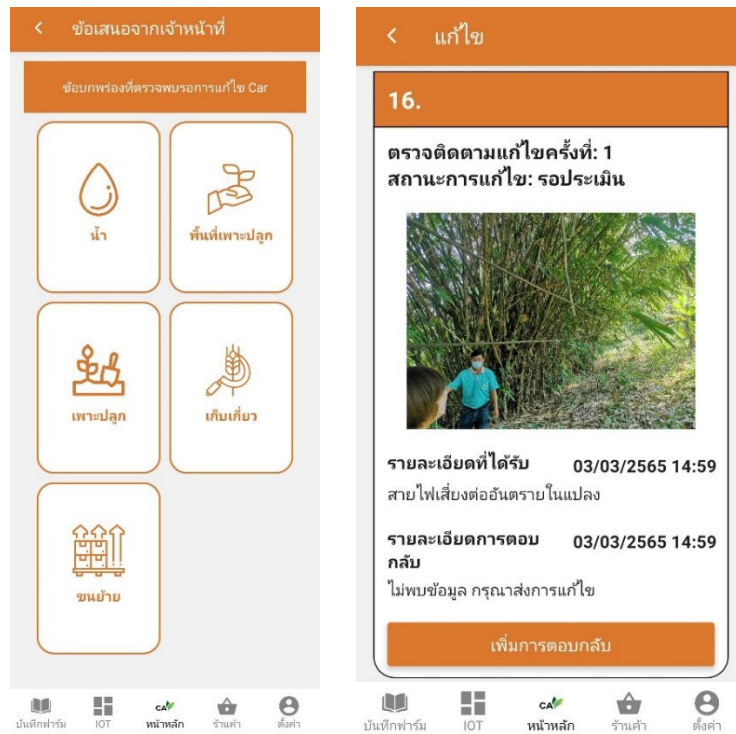 ข้อเสนอจากเจ้าหน้าที่
ข้อบกพร่องที่ตรวจพบรอการแก้ไข Car
น้ำ
พื้นที่เพาะปลูก
เพาะปลูก
เก็บเกี่ยว
ขนย้าย
บันทึกฟาร์ม
IOT
หน้าหลัก
ร้านค้า
ตั้งค่า
แก้ไข
16.
ตรวจติดตามแก้ไขครั้งที่: 1
สถานะการแก้ไข: รอประเมิน
รายละเอียดที่ได้รับ 03/03/2565 14:59
สายไฟเสี่ยงต่ออันตรายในแปลง
รายละเอียดการตอบ 03/03/2565 14:59
กลับ
ไม่พบข้อมูล กรุณาส่งการแก้ไข
เพิ่มการตอบกลับ
บันทึกฟาร์ม
IOT
หน้าหลัก
ร้านค้า
ตั้งค่า